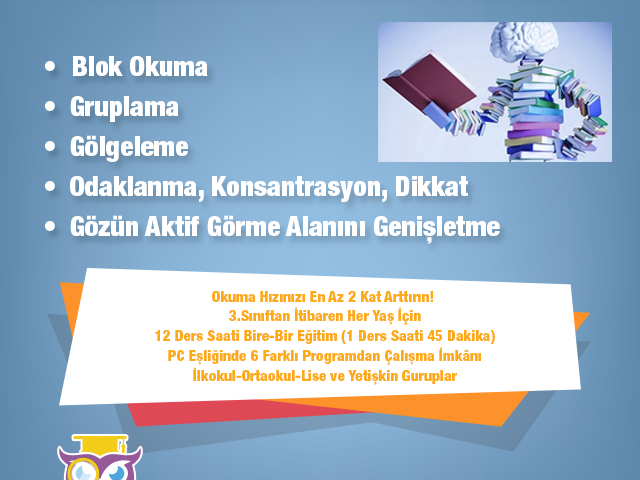 • Blok Okuma
• Gruplama
• Gölgeleme
• Odaklanma, Konsantrasyon, Dikkat
• Gözün Aktif Görme Alanını Genişletme
Okuma Hızınızı En Az 2 Kat Arttırın!
3.Sınıftan İtibaren Her Yaş İçin
12 Ders Saati Bire-Bir Eğitim (1 Ders Saati 45 Dakika)
PC Eşliğinde 6 Farklı Programdan Çalışma İmkânı
İlkokul-Ortaokul-Lise ve Yetişkin Guruplar